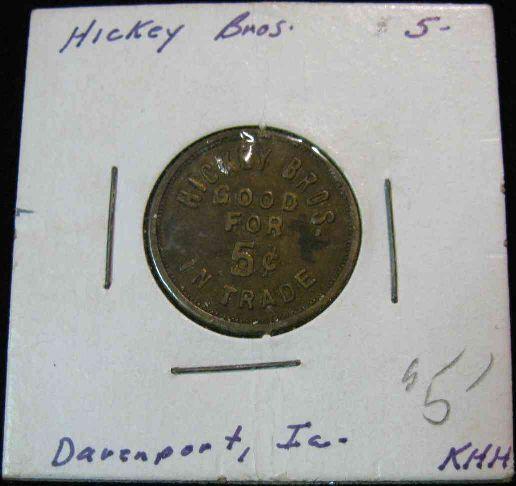 Hickey Bros. 5-
HICKEY BROS.
GOOD
FOR
5¢
IN TRADE
"5"
Davenport, Ia.
KHH